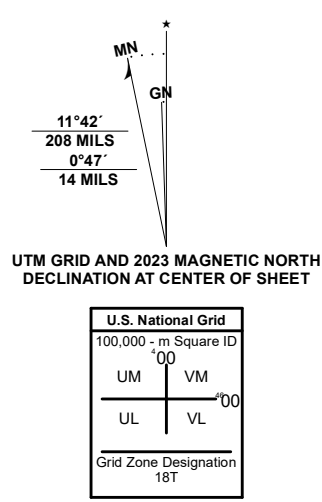 ★
MN
GN
11°42´
208 MILS
0°47´
14 MILS
UTM GRID AND 2023 MAGNETIC NORTH
DECLINATION AT CENTER OF SHEET
U.S. National Grid
100,000 - m Square ID
⁴00
UM VM
⁴⁶00
UL VL
Grid Zone Designation
18T